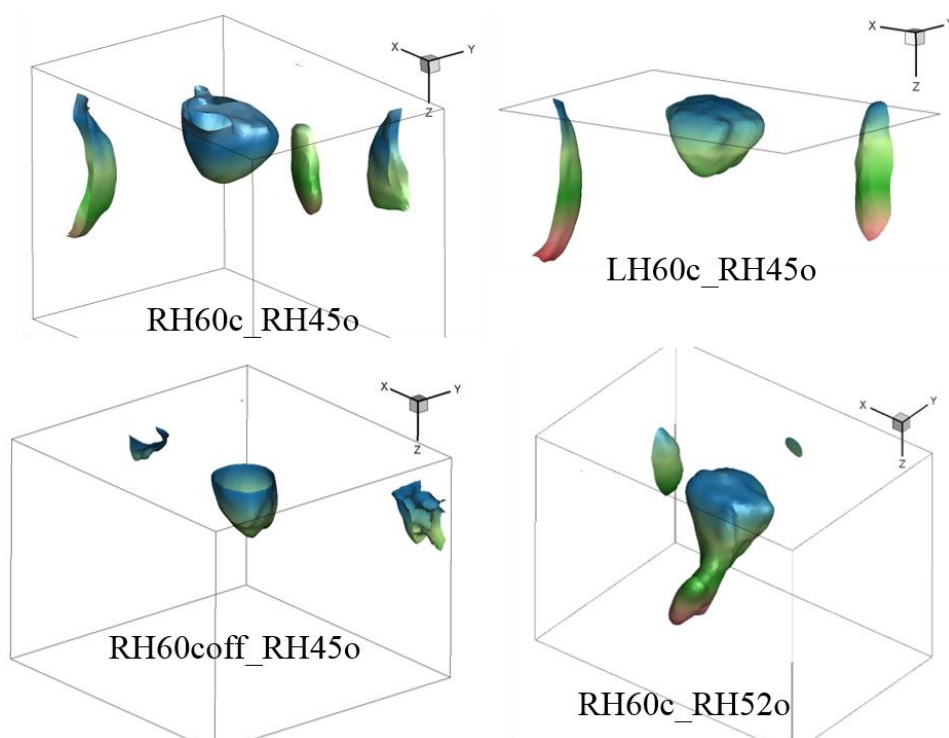 X Y
Z
X Y
Z
RH60c_RH45o
LH60c_RH45o
X Y
Z
X Y
Z
RH60coff_RH45o
RH60c_RH52o